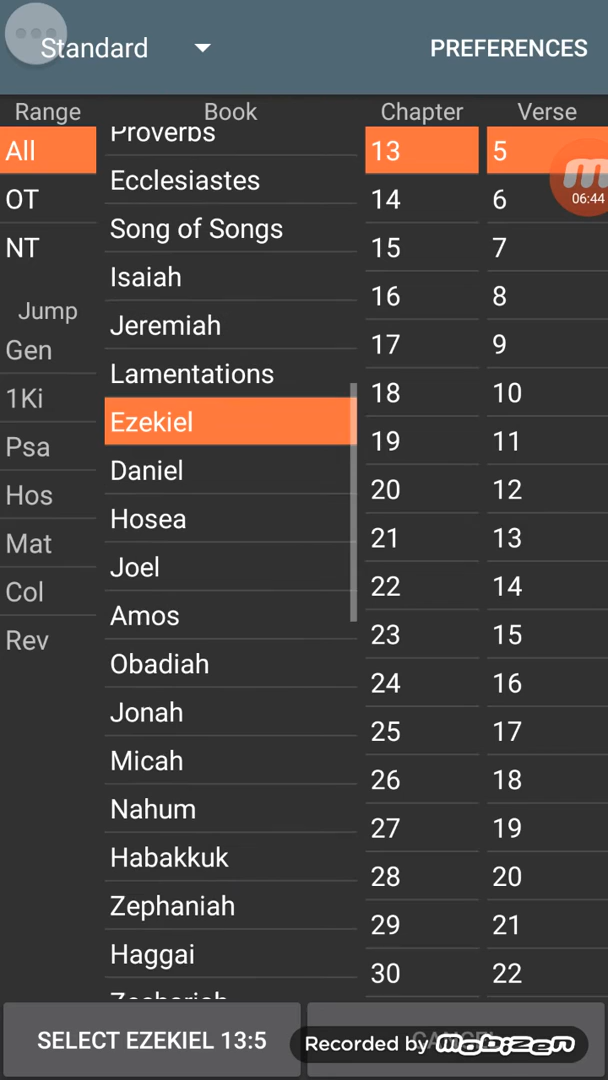 Standard
PREFERENCES
Range Book Chapter Verse
All
OT
NT
Jump
Gen
1Ki
Psa
Hos
Mat
Col
Rev
Proverbs
Ecclesiastes
Song of Songs
Isaiah
Jeremiah
Lamentations
Ezekiel
Daniel
Hosea
Joel
Amos
Obadiah
Jonah
Micah
Nahum
Habakkuk
Zephaniah
Haggai
Zechariah
13
14
15
16
17
18
19
20
21
22
23
24
25
26
27
28
29
30
5
6
7
8
9
10
11
12
13
14
15
16
17
18
19
20
21
22
06:44
SELECT EZEKIEL 13:5
CANCEL
Recorded by mobizen